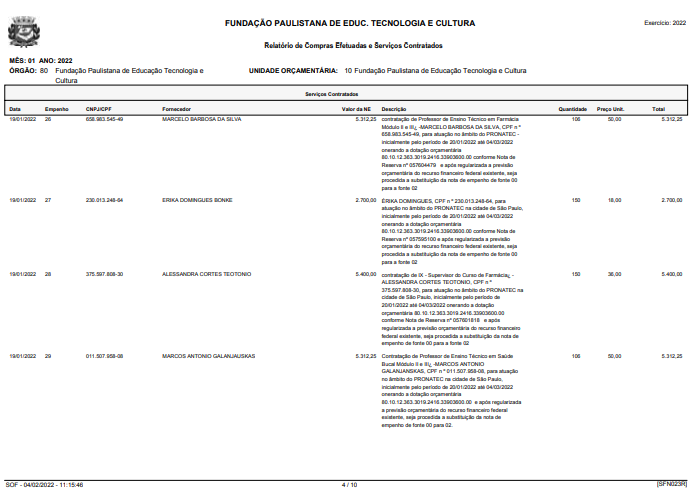 FUNDAÇÃO PAULISTANA DE EDUC. TECNOLOGIA E CULTURA
Exercício: 2022
Relatório de Compras Efetuadas e Serviços Contratados
MÊS: 01 ANO: 2022
ÓRGÃO: 80 Fundação Paulistana de Educação Tecnologia e Cultura UNIDADE ORÇAMENTÁRIA: 10 Fundação Paulistana de Educação Tecnologia e Cultura
Serviços Contratados
Data Empenho CNPJ/CPF Fornecedor Valor da NE Descrição Quantidade Preço Unit. Total
19/01/2022 26 658.983.545-49 MARCELO BARBOSA DA SILVA 5.312,25 contratação de Professor de Ensino Técnico em Farmácia 106 50,00 5.312,25
Módulo II e III¿ -MARCELO BARBOSA DA SILVA, CPF n º
658.983.545-49, para atuação no âmbito do PRONATEC -
inicialmente pelo período de 20/01/2022 até 04/03/2022
onerando a dotação orçamentária
80.10.12.363.3019.2416.33903600.00 conforme Nota de
Reserva nº 057604479 e após regularizada a previsão
orçamentária do recurso financeiro federal existente, seja
procedida a substituição da nota de empenho de fonte 00
para a fonte 02
19/01/2022 27 230.013.248-64 ERIKA DOMINGUES BONKE 2.700,00 ÉRIKA DOMINGUES, CPF n º 230.013.248-64, para 150 18,00 2.700,00
atuação no âmbito do PRONATEC na cidade de São Paulo,
inicialmente pelo período de 20/01/2022 até 04/03/2022
onerando a dotação orçamentária
80.10.12.363.3019.2416.33903600.00 conforme Nota de
Reserva nº 057595100 e após regularizada a previsão
orçamentária do recurso financeiro federal existente, seja
procedida a substituição da nota de empenho de fonte 00
para a fonte 02
19/01/2022 28 375.597.808-30 ALESSANDRA CORTES TEOTONIO 5.400,00 contratação de IX - Supervisor do Curso de Farmácia¿ - 150 36,00 5.400,00
ALESSANDRA CORTES TEOTONIO, CPF n º
375.597.808-30, para atuação no âmbito do PRONATEC na
cidade de São Paulo, inicialmente pelo período de
20/01/2022 até 04/03/2022 onerando a dotação
orçamentária 80.10.12.363.3019.2416.33903600.00
conforme Nota de Reserva nº 057601818 e após
regularizada a previsão orçamentária do recurso financeiro
federal existente, seja procedida a substituição da nota de
empenho de fonte 00 para a fonte 02
19/01/2022 29 011.507.958-08 MARCOS ANTONIO GALANJAUSKAS 5.312,25 Contratação de Professor de Ensino Técnico em Saúde 106 50,00 5.312,25
Bucal Módulo II e III¿ -MARCOS ANTONIO
GALANJANSKAS, CPF n º 011.507.958-08, para atuação
no âmbito do PRONATEC na cidade de São Paulo,
inicialmente pelo período de 20/01/2022 até 04/03/2022
onerando a dotação orçamentária
80.10.12.363.3019.2416.33903600.00 e após regularizada
a previsão orçamentária do recurso financeiro federal
existente, seja procedida a substituição da nota de
empenho de fonte 00 para 02.
SOF - 04/02/2022 - 11:15:46 4 / 10 [SFN023R]